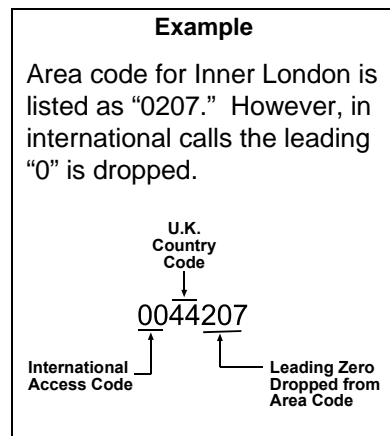 Example
Area code for Inner London is
listed as “0207.” However, in
international calls the leading
“0” is dropped.
U.K.
Country
Code
0044207
International
Access Code
Leading Zero
Dropped from
Area Code